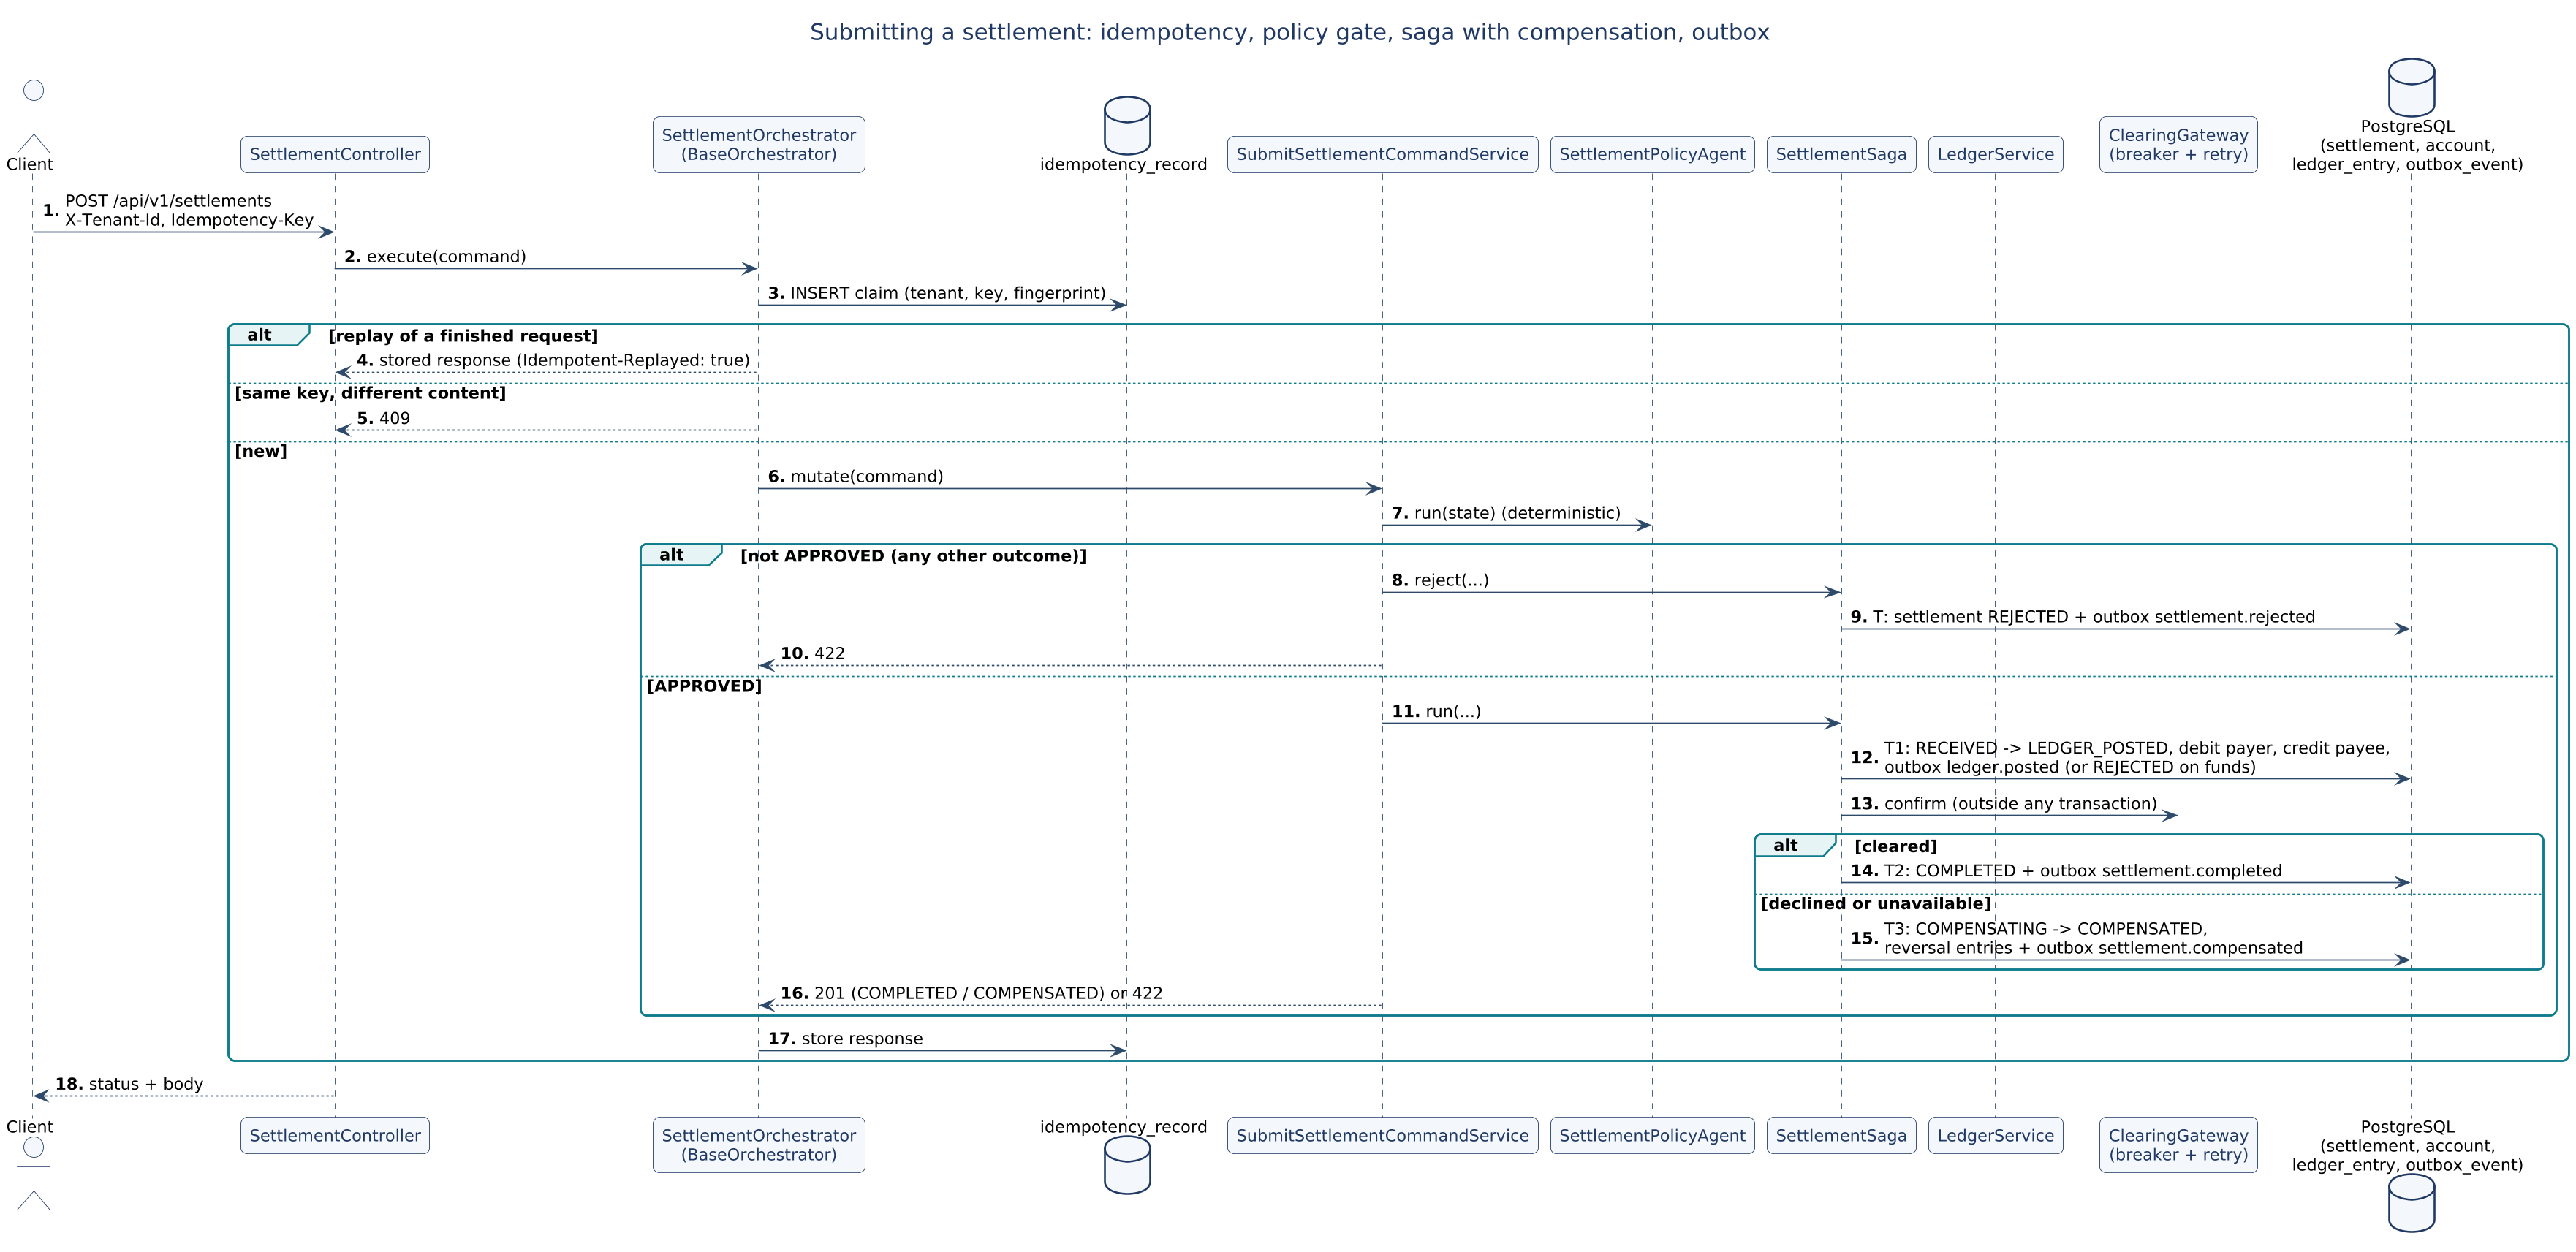 Submitting a settlement: idempotency, policy gate, saga with compensation, outbox
Client
SettlementController
SettlementOrchestrator
(BaseOrchestrator)
idempotency_record
SubmitSettlementCommandService
SettlementPolicyAgent
SettlementSaga
LedgerService
ClearingGateway
(breaker + retry)
PostgreSQL
(settlement, account,
ledger_entry, outbox_event)
1. POST /api/v1/settlements
X-Tenant-Id, Idempotency-Key
2. execute(command)
3. INSERT claim (tenant, key, fingerprint)
alt [replay of a finished request]
4. stored response (Idempotent-Replayed: true)
[same key, different content]
5. 409
[new]
6. mutate(command)
7. run(state) (deterministic)
alt [not APPROVED (any other outcome)]
8. reject(...)
9. T: settlement REJECTED + outbox settlement.rejected
10. 422
[APPROVED]
11. run(...)
12. T1: RECEIVED -> LEDGER_POSTED, debit payer, credit payee,
outbox ledger.posted (or REJECTED on funds)
13. confirm (outside any transaction)
alt [cleared]
14. T2: COMPLETED + outbox settlement.completed
[declined or unavailable]
15. T3: COMPENSATING -> COMPENSATED,
reversal entries + outbox settlement.compensated
16. 201 (COMPLETED / COMPENSATED) or 422
17. store response
18. status + body
Client
SettlementController
SettlementOrchestrator
(BaseOrchestrator)
idempotency_record
SubmitSettlementCommandService
SettlementPolicyAgent
SettlementSaga
LedgerService
ClearingGateway
(breaker + retry)
PostgreSQL
(settlement, account,
ledger_entry, outbox_event)